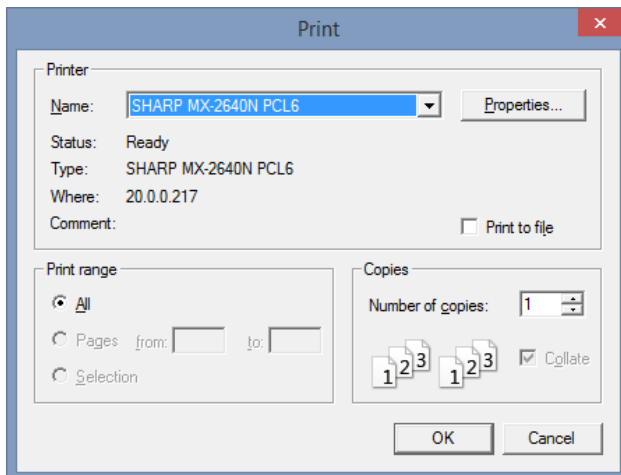 Print
Printer
Name: SHARP MX-2640N PCL6 Properties...
Status: Ready
Type: SHARP MX-2640N PCL6
Where: 20.0.0.217
Comment: Print to file
Print range
All
Pages from: to:
Selection
Copies
Number of copies: 1
1 2 3 1 2 3 Collate
OK Cancel